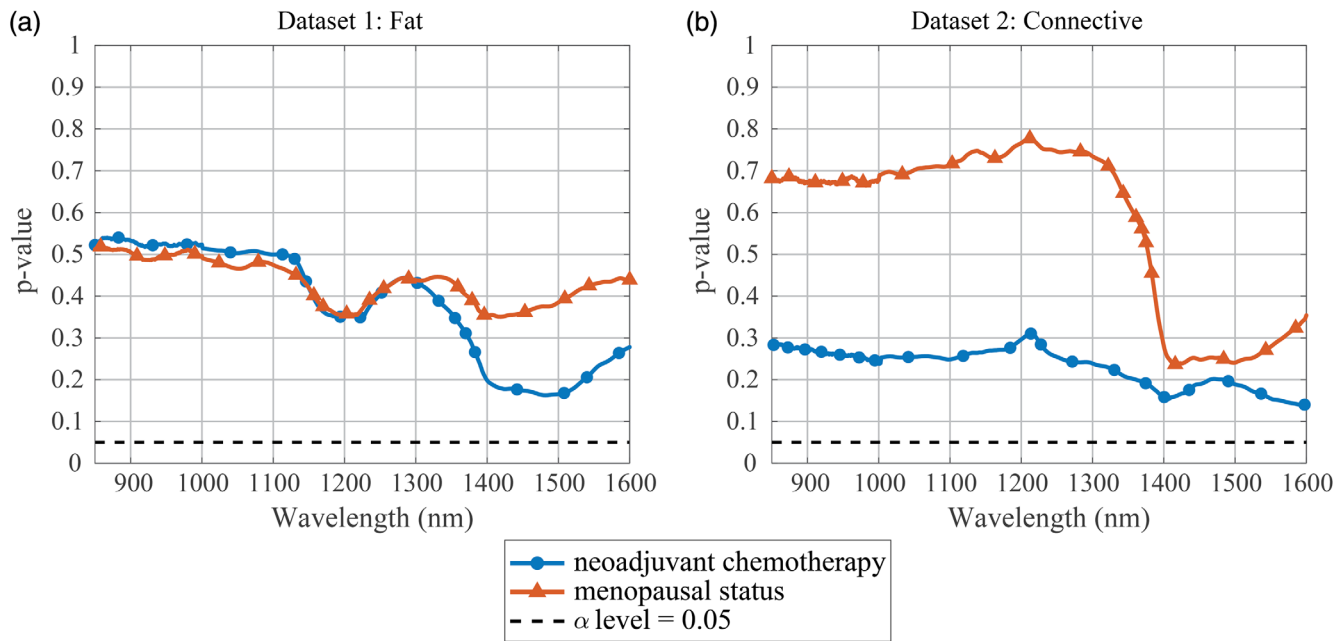 (a) Dataset 1: Fat
1
0.9
0.8
0.7
0.6
0.5
0.4
0.3
0.2
0.1
0
p-value
900 1000 1100 1200 1300 1400 1500 1600
Wavelength (nm)
(b) Dataset 2: Connective
1
0.9
0.8
0.7
0.6
0.5
0.4
0.3
0.2
0.1
0
p-value
900 1000 1100 1200 1300 1400 1500 1600
Wavelength (nm)
neoadjuvant chemotherapy
menopausal status
α level = 0.05